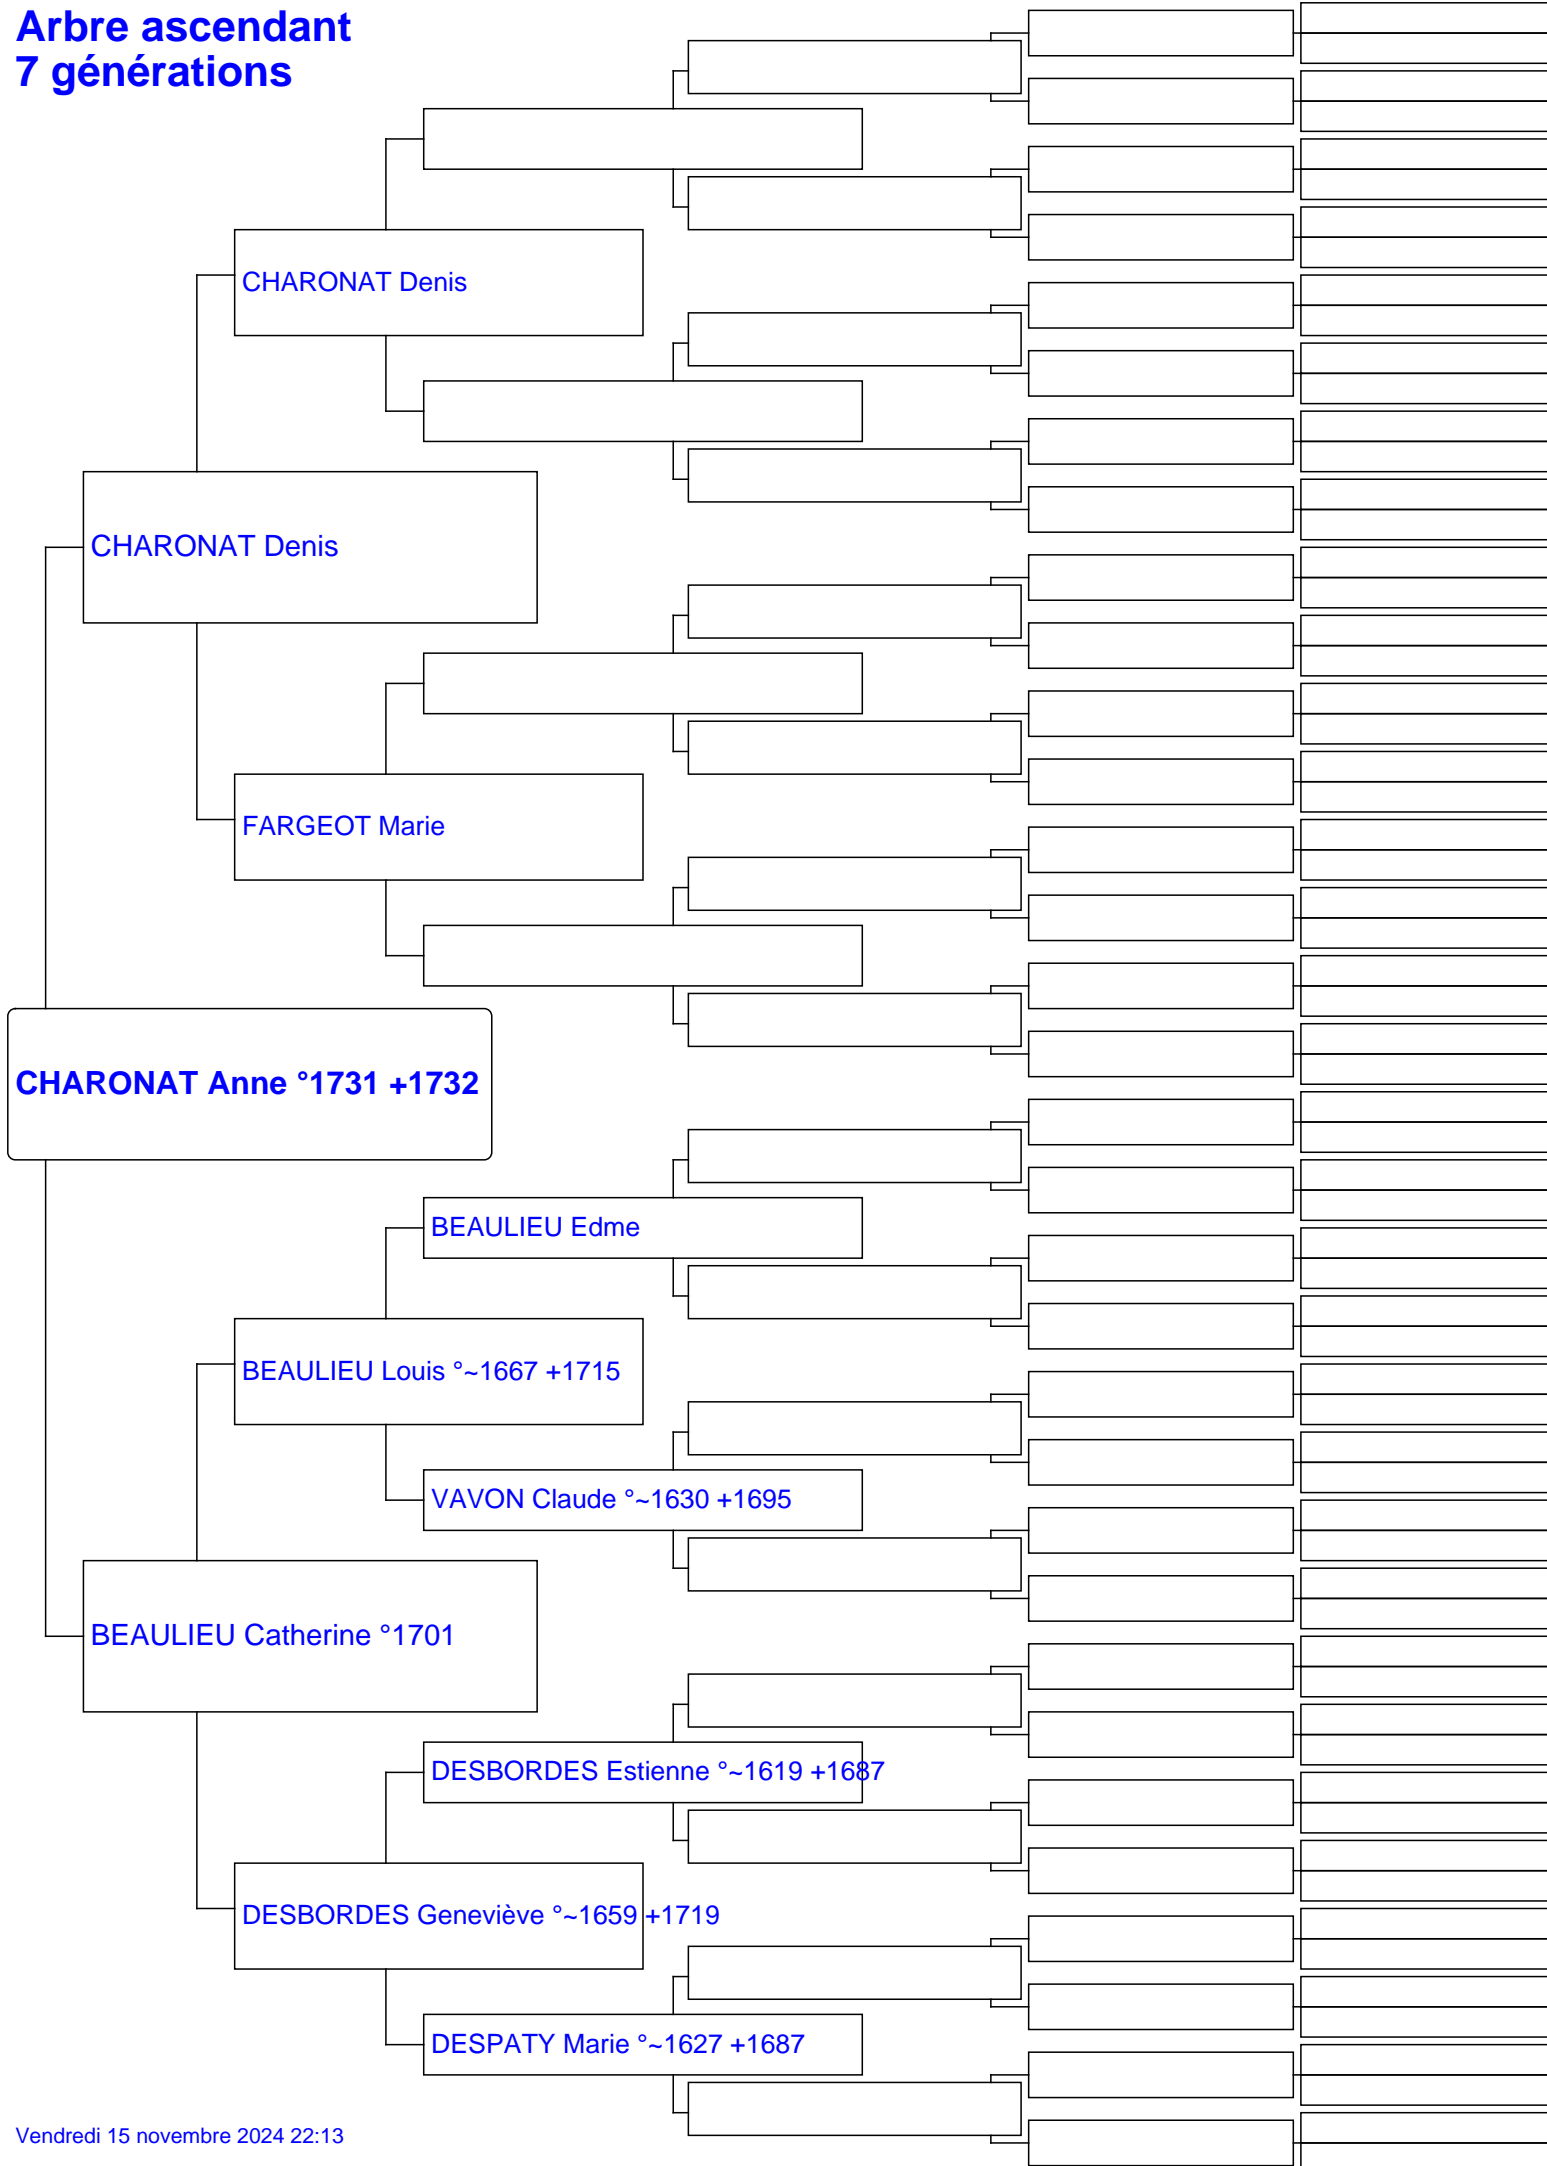 Arbre ascendant
7 générations
CHARONAT Denis
CHARONAT Denis
FARGEOT Marie
CHARONAT Anne °1731 +1732
BEAULIEU Edme
BEAULIEU Louis °~1667 +1715
VAVON Claude °~1630 +1695
BEAULIEU Catherine °1701
DESBORDES Estienne °~1619 +1687
DESBORDES Geneviève °~1659 +1719
DESPATY Marie °~1627 +1687
Vendredi 15 novembre 2024 22:13